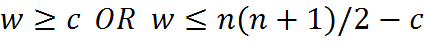 w ≥ c OR w ≤ n(n + 1)/2 − c